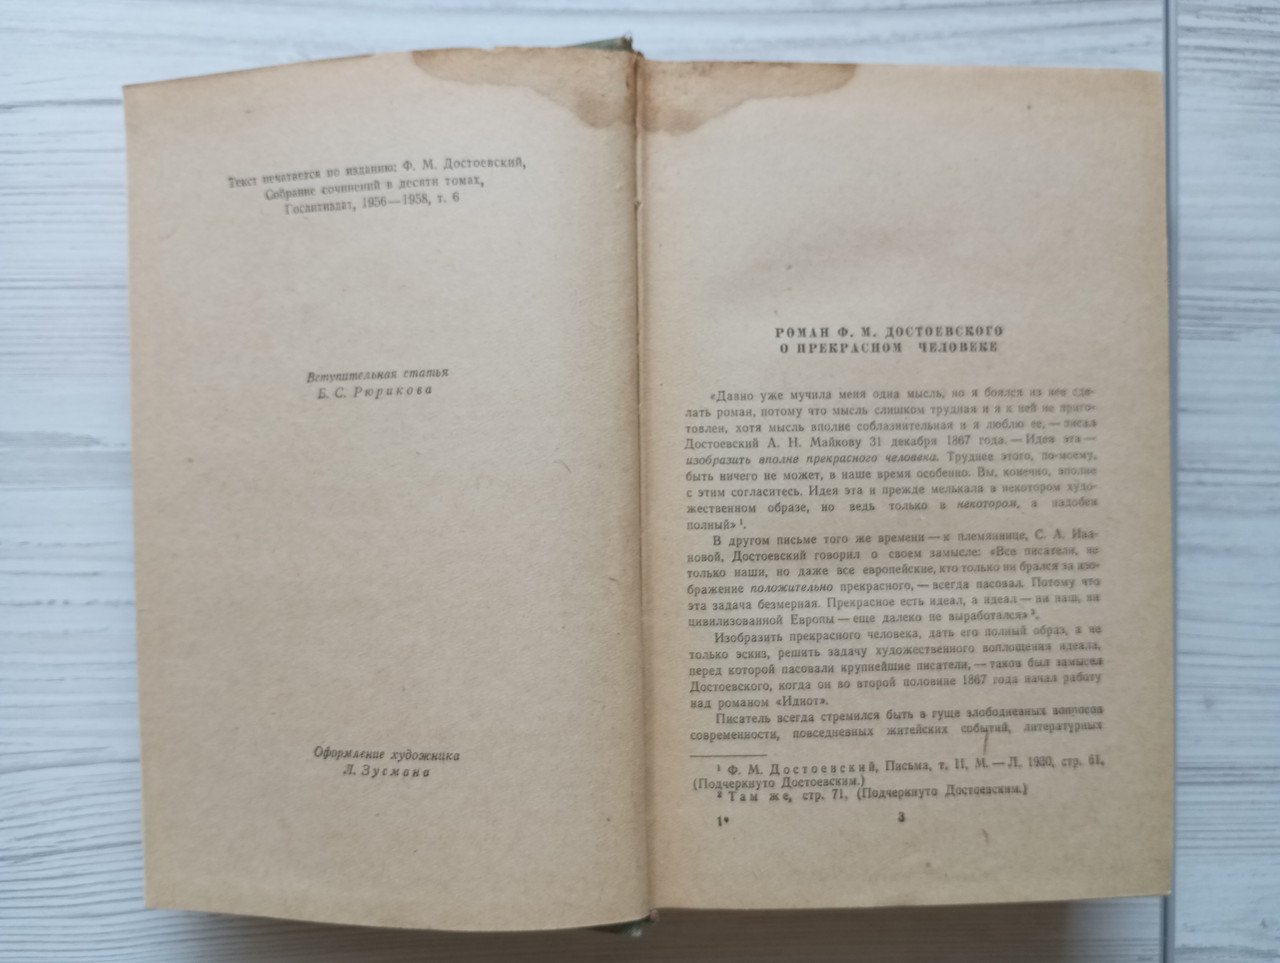 Текст печатается по изданию: Ф. М. Достоевский,
Собрание сочинений в десяти томах,
Гослитиздат, 1956—1958, т. 6
Вступительная статья
Б. С. Рюрикова
Оформление художника
Л. Зусмана
РОМАН Ф. М. ДОСТОЕВСКОГО
О ПРЕКРАСНОМ ЧЕЛОВЕКЕ
«Давно уже мучила меня одна мысль, но я боялся из нее сде-
лать роман, потому что мысль слишком трудная и я к ней не приго-
товлен, хотя мысль вполне соблазнительная и я люблю ее, — писал
Достоевский А. Н. Майкову 31 декабря 1867 года. — Идея эта —
изобразить вполне прекрасного человека. Труднее этого, по-моему,
быть ничего не может, в наше время особенно. Вы, конечно, вполне
с этим согласитесь. Идея эта и прежде мелькала в некотором худо-
жественном образе, но ведь только в некотором, а надобен
полный» ¹.
В другом письме того же времени — к племяннице, С. А. Ива-
новой, Достоевский говорил о своем замысле: «Все писатели, не
только наши, но даже все европейские, кто только ни брался за изо-
бражение положительно прекрасного, — всегда пасовал. Потому что
эта задача безмерная. Прекрасное есть идеал, а идеал — ни наш, ни
цивилизованной Европы — еще далеко не выработался» ².
Изобразить прекрасного человека, дать его полный образ, а не
только эскиз, решить задачу художественного воплощения идеала,
перед которой пасовали крупнейшие писатели, — таков был замысел
Достоевского, когда он во второй половине 1867 года начал работу
над романом «Идиот».
Писатель всегда стремился быть в гуще злободневных вопросов
современности, повседневных житейских событий, литературных
¹ Ф. М. Достоевский, Письма, т. II, М. — Л. 1930, стр. 61.
(Подчеркнуто Достоевским.)
² Там же, стр. 71. (Подчеркнуто Достоевским.)
1* 3